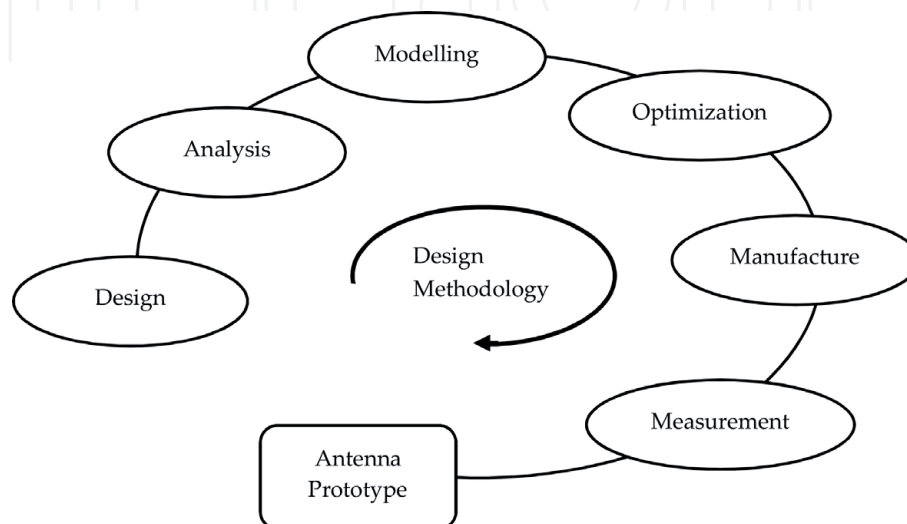 Modelling
Optimization
Analysis
Manufacture
Design
Methodology
Design
Measurement
Antenna
Prototype